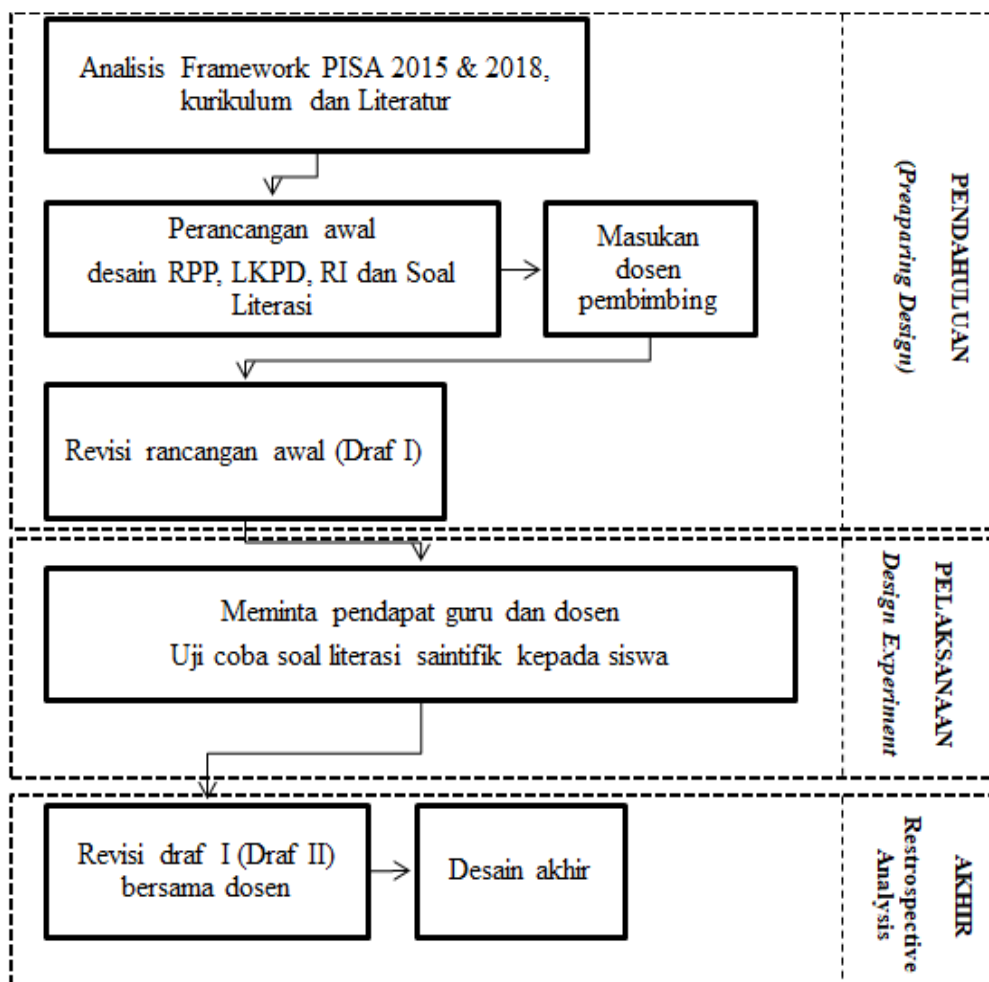 Analisis Framework PISA 2015 & 2018,
kurikulum dan Literatur
Perancangan awal
desain RPP, LKPD, RI dan Soal
Literasi
Masukan
dosen
pembimbing
Revisi rancangan awal (Draf I)
PENDAHULUAN
(Preaparing Design)
Meminta pendapat guru dan dosen
Uji coba soal literasi saintifik kepada siswa
PELAKSANAAN
Design Experiment
Revisi draf I (Draf II)
bersama dosen
Desain akhir
AKHIR
Restrospective
Analysis